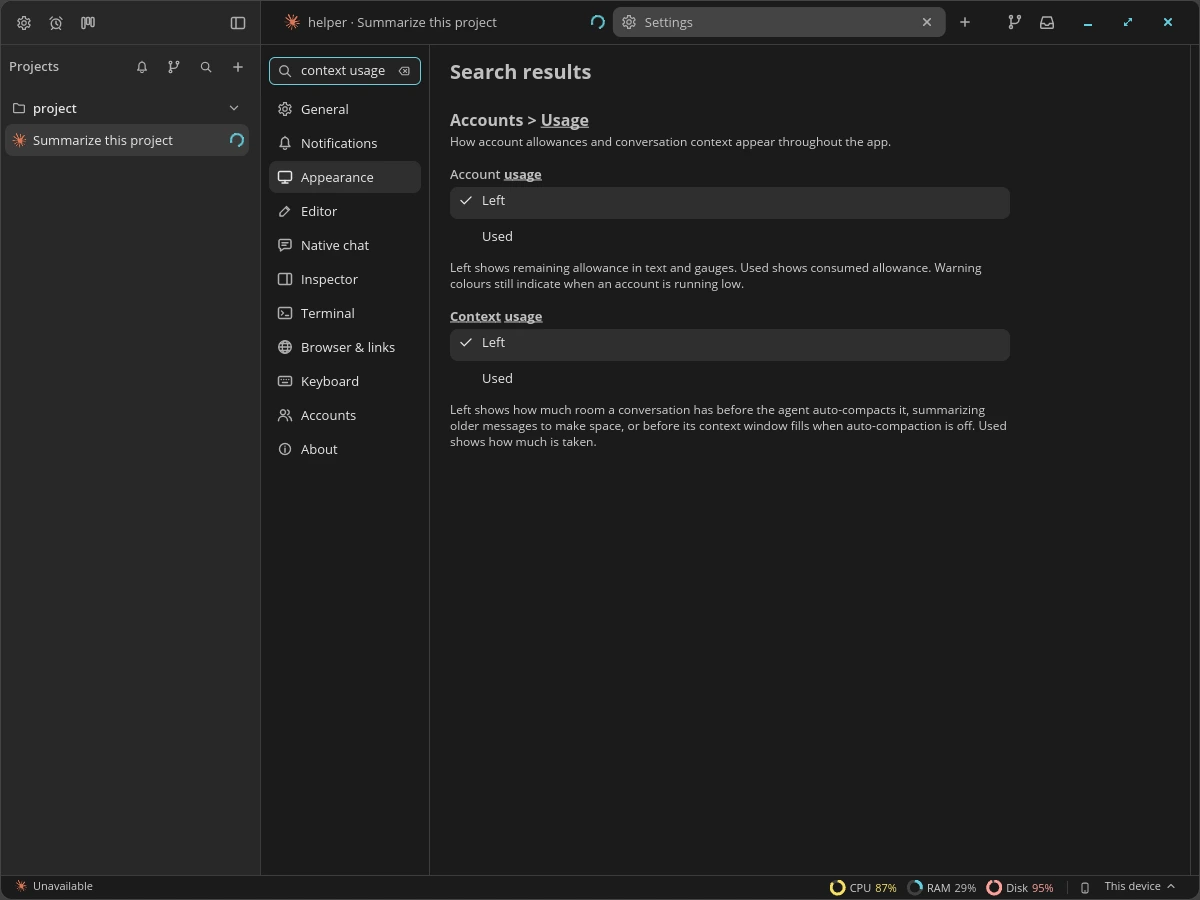 helper · Summarize this project
Settings
Projects
project
Summarize this project
context usage
General
Notifications
Appearance
Editor
Native chat
Inspector
Terminal
Browser & links
Keyboard
Accounts
About
Search results
Accounts > Usage
How account allowances and conversation context appear throughout the app.
Account usage
Left
Used
Left shows remaining allowance in text and gauges. Used shows consumed allowance. Warning
colours still indicate when an account is running low.
Context usage
Left
Used
Left shows how much room a conversation has before the agent auto-compacts it, summarizing
older messages to make space, or before its context window fills when auto-compaction is off. Used
shows how much is taken.
Unavailable
CPU 87%
RAM 29%
Disk 95%
This device